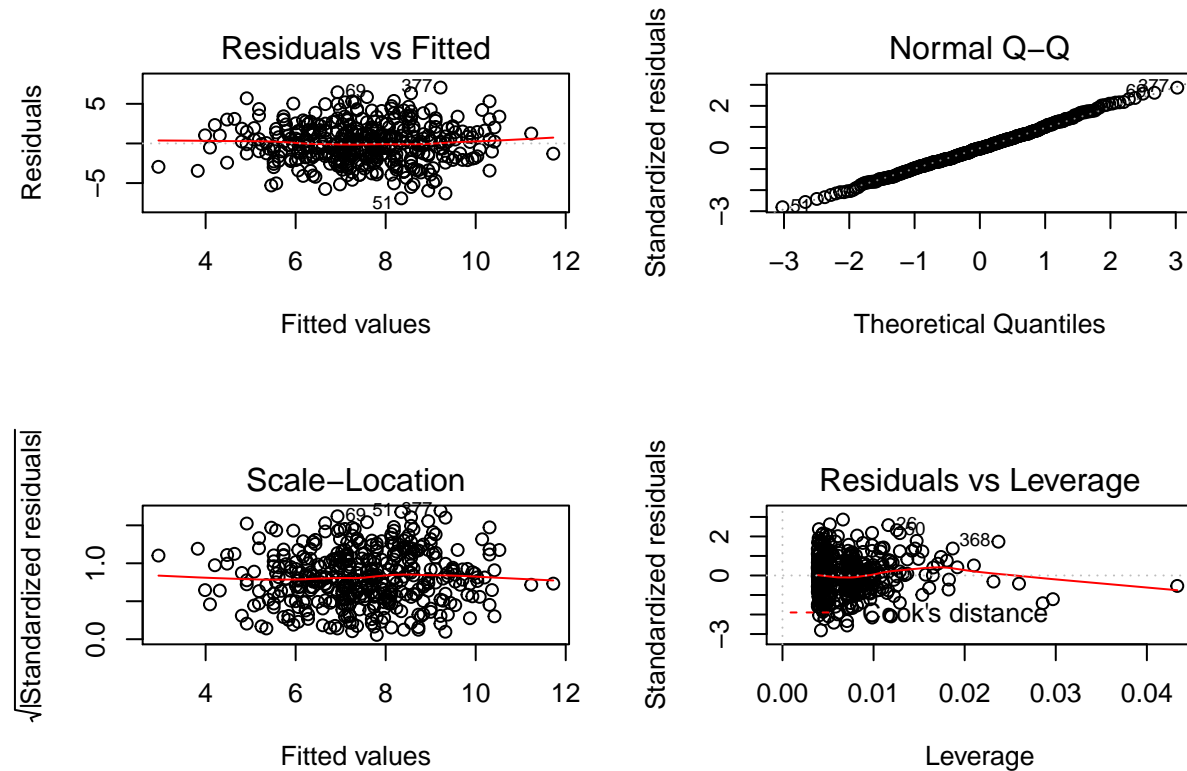 Residuals vs Fitted
Residuals
5
−5
69
377
51
4 6 8 10 12
Fitted values
Normal Q−Q
Standardized residuals
2
0
−3
377
51
−3 −2 −1 0 1 2 3
Theoretical Quantiles
Scale−Location
√|Standardized residuals|
1.0
0.0
69
51
377
4 6 8 10 12
Fitted values
Residuals vs Leverage
Standardized residuals
2
0
−3
368
Cook's distance
0.00 0.01 0.02 0.04
Leverage